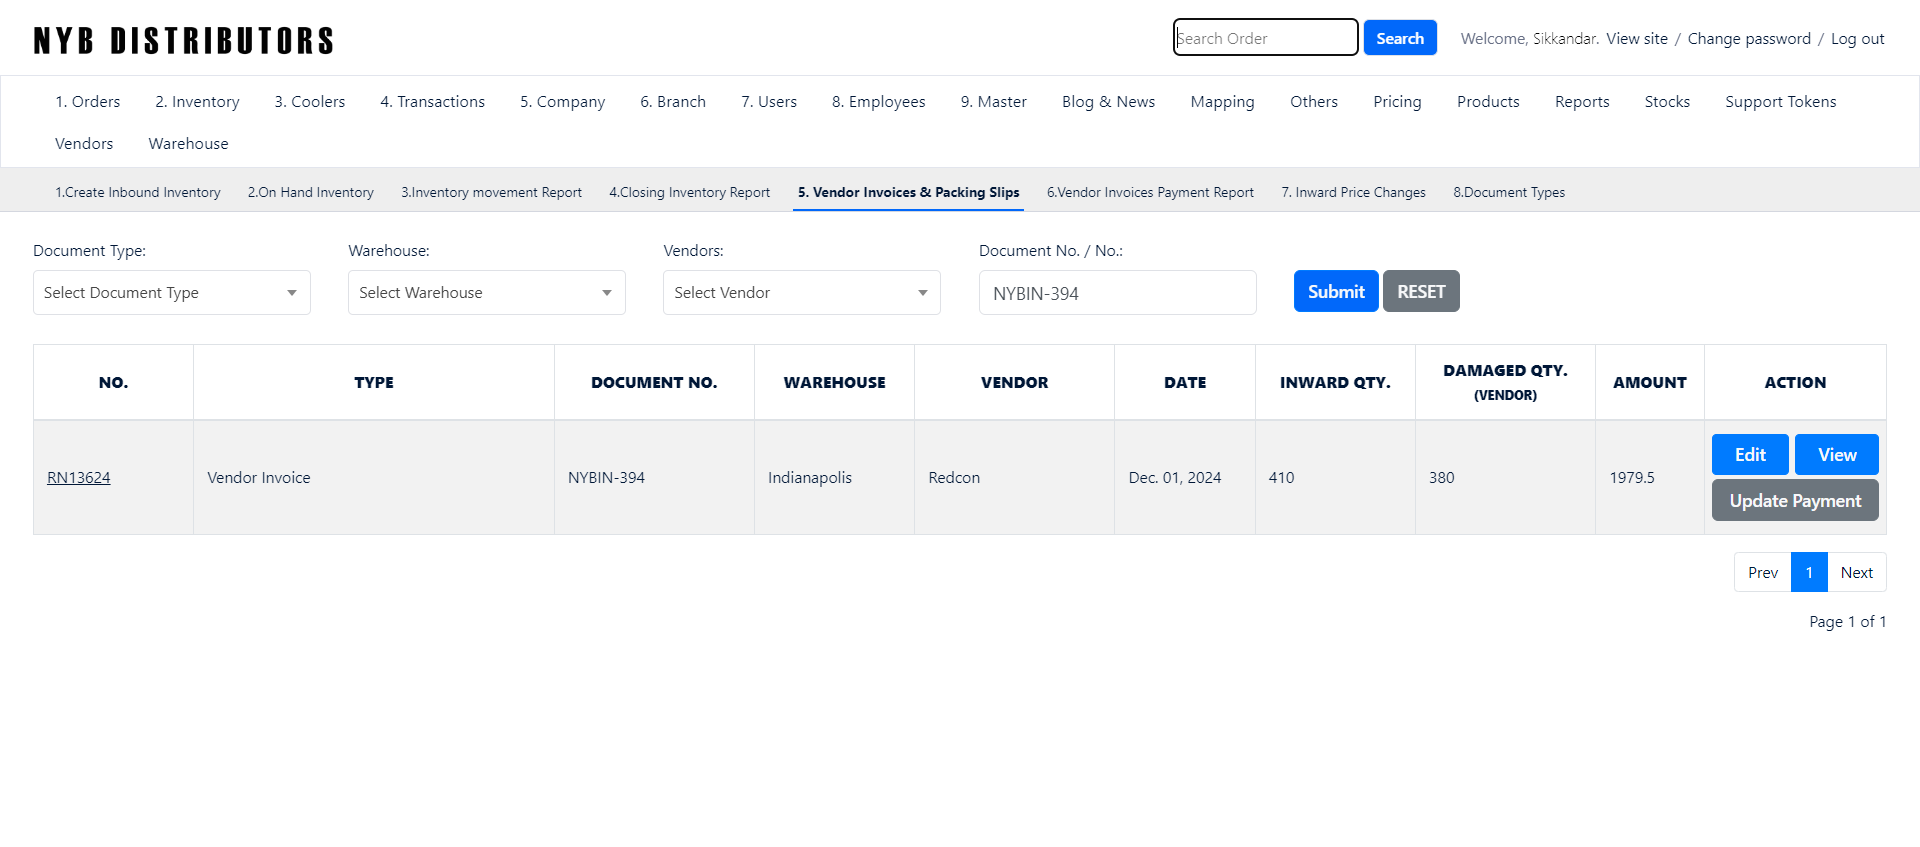 NYB DISTRIBUTORS
Search Order Search Welcome, Sikkandar. View site / Change password / Log out
1. Orders 2. Inventory 3. Coolers 4. Transactions 5. Company 6. Branch 7. Users 8. Employees 9. Master Blog & News Mapping Others Pricing Products Reports Stocks Support Tokens
Vendors Warehouse
1.Create Inbound Inventory 2.On Hand Inventory 3.Inventory movement Report 4.Closing Inventory Report 5. Vendor Invoices & Packing Slips 6.Vendor Invoices Payment Report 7. Inward Price Changes 8.Document Types
Document Type: Warehouse: Vendors: Document No. / No.:
Select Document Type Select Warehouse Select Vendor NYBIN-394 Submit RESET
NO. TYPE DOCUMENT NO. WAREHOUSE VENDOR DATE INWARD QTY. DAMAGED QTY. (VENDOR) AMOUNT ACTION
RN13624 Vendor Invoice NYBIN-394 Indianapolis Redcon Dec. 01, 2024 410 380 1979.5 Edit View
Update Payment
Prev 1 Next
Page 1 of 1